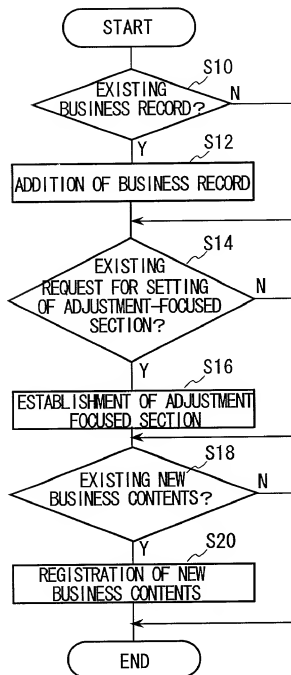 START
S10
EXISTING
BUSINESS RECORD?
N
Y
S12
ADDITION OF BUSINESS RECORD
S14
EXISTING
REQUEST FOR SETTING
OF ADJUSTMENT-FOCUSED
SECTION?
N
Y
S16
ESTABLISHMENT OF ADJUSTMENT
FOCUSED SECTION
S18
EXISTING NEW
BUSINESS CONTENTS?
N
Y
S20
REGISTRATION OF NEW
BUSINESS CONTENTS
END